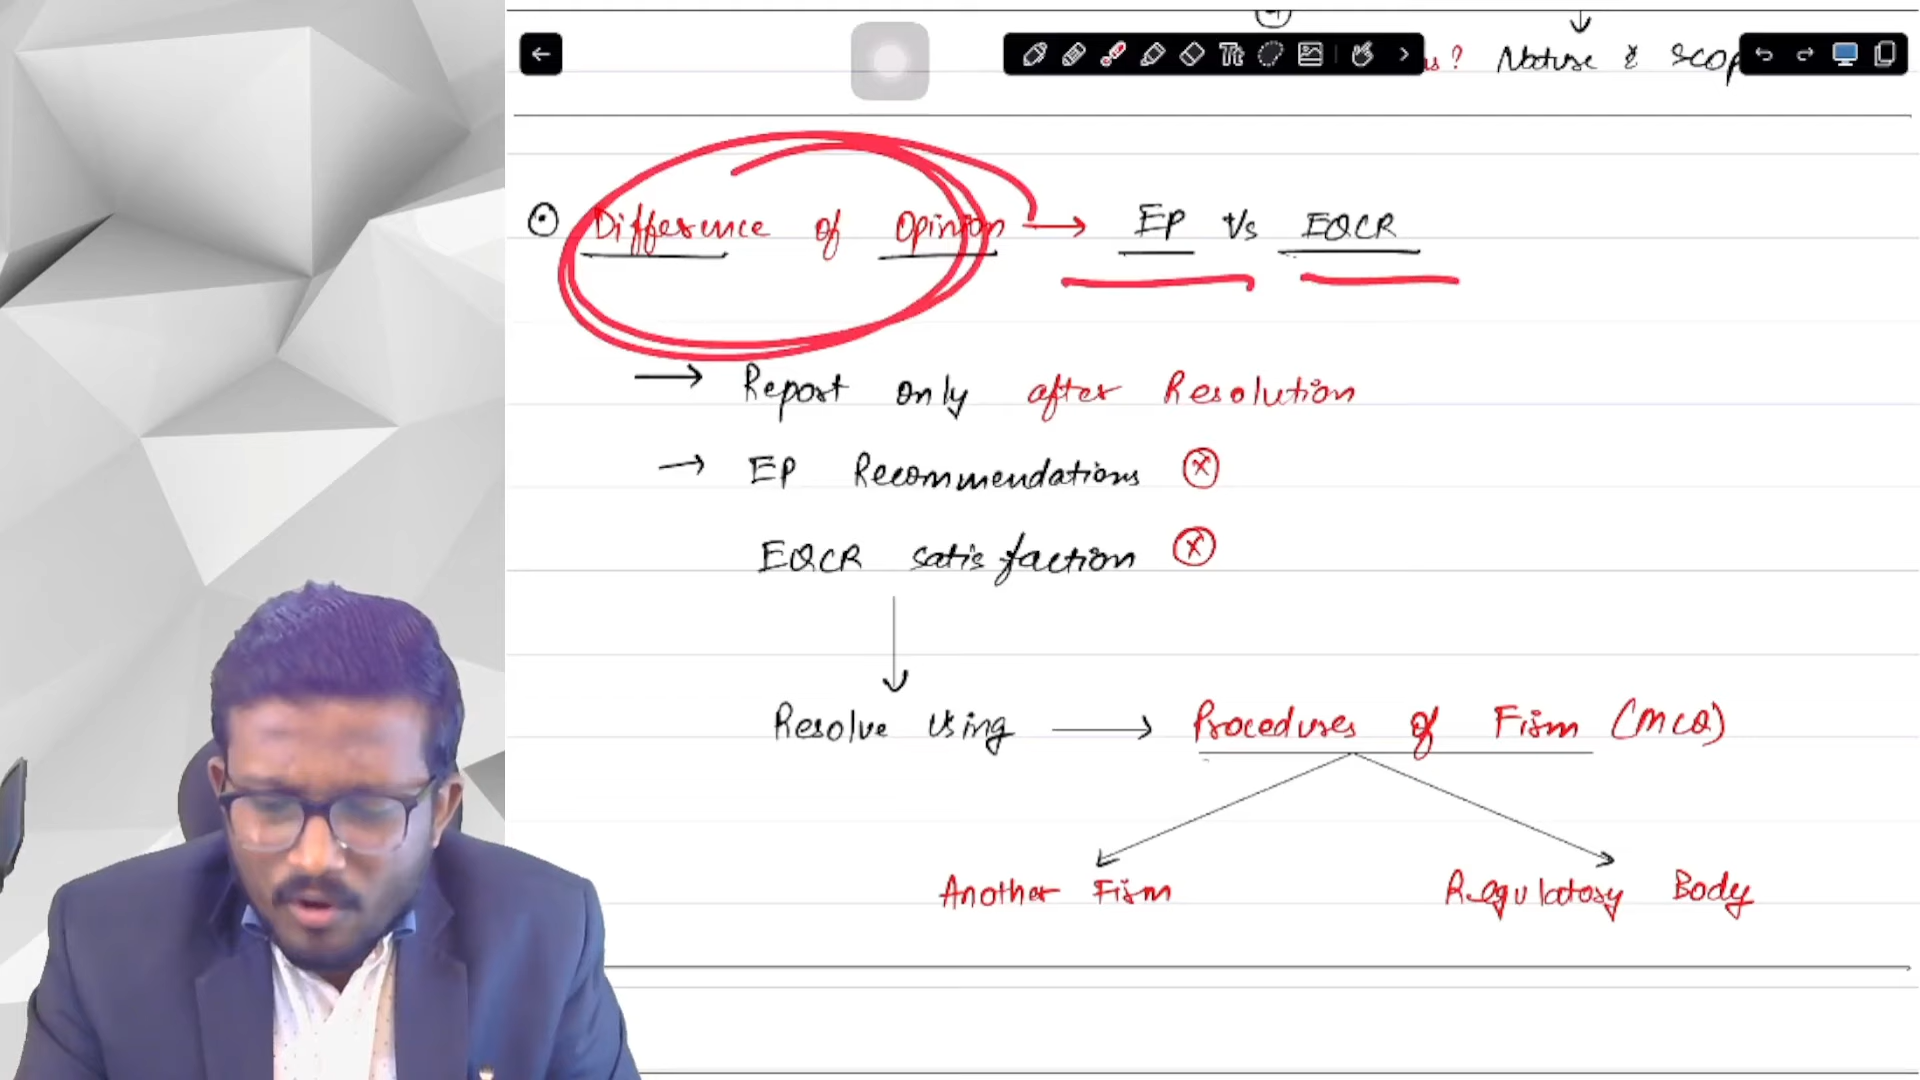 us? Nature & Scop
Difference of Opinion → EP Vs EQCR
→ Report only after Resolution
→ EP Recommendations ⓧ
EQCR satisfaction ⓧ
Resolve Using → Procedures of Firm (MCQ)
Another Firm Regulatory Body